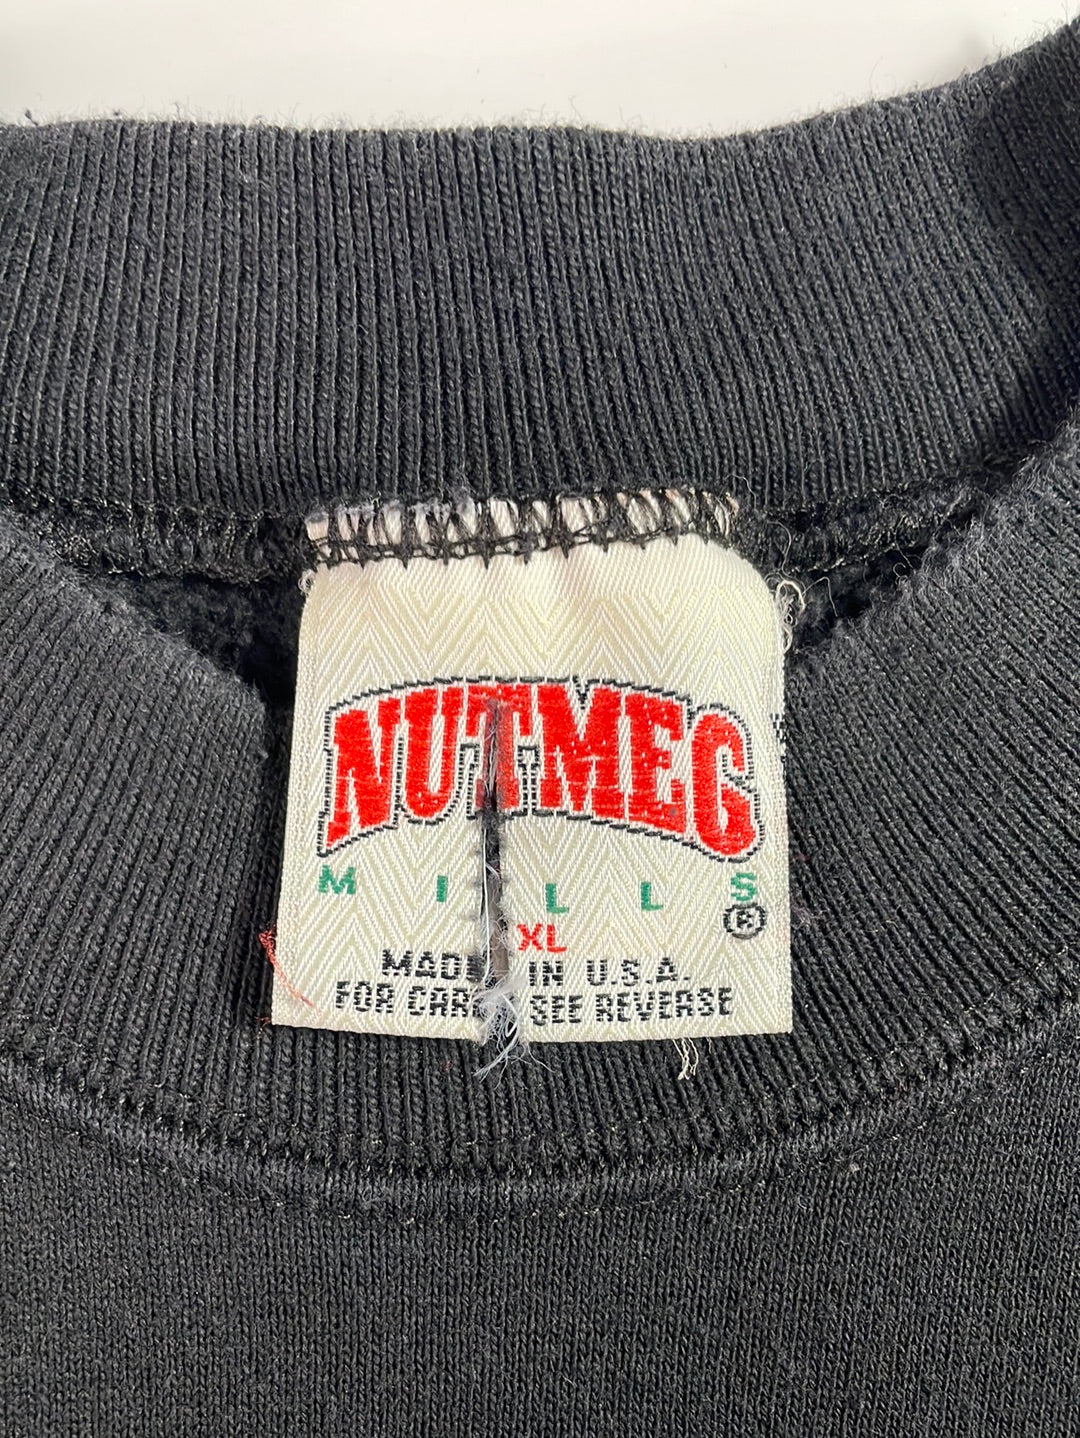 NUTMEG
MILLS
®
XL
MADE IN U.S.A.
FOR CARE SEE REVERSE